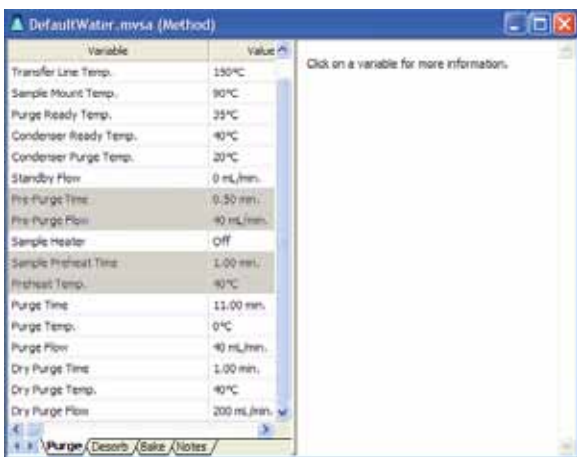 DefaultWater.mvsa (Method)
Variable Value
Click on a variable for more information.
Transfer Line Temp. 150°C
Sample Mount Temp. 90°C
Purge Ready Temp. 35°C
Condenser Ready Temp. 40°C
Condenser Purge Temp. 20°C
Standby Flow 0 mL/min.
Pre-Purge Time 0.50 min.
Pre-Purge Flow 40 mL/min.
Sample Heater Off
Sample Preheat Time 1.00 min.
Preheat Temp. 40°C
Purge Time 11.00 min.
Purge Temp. 0°C
Purge Flow 40 mL/min.
Dry Purge Time 1.00 min.
Dry Purge Temp. 40°C
Dry Purge Flow 200 mL/min.
Purge Desorb Bake Notes